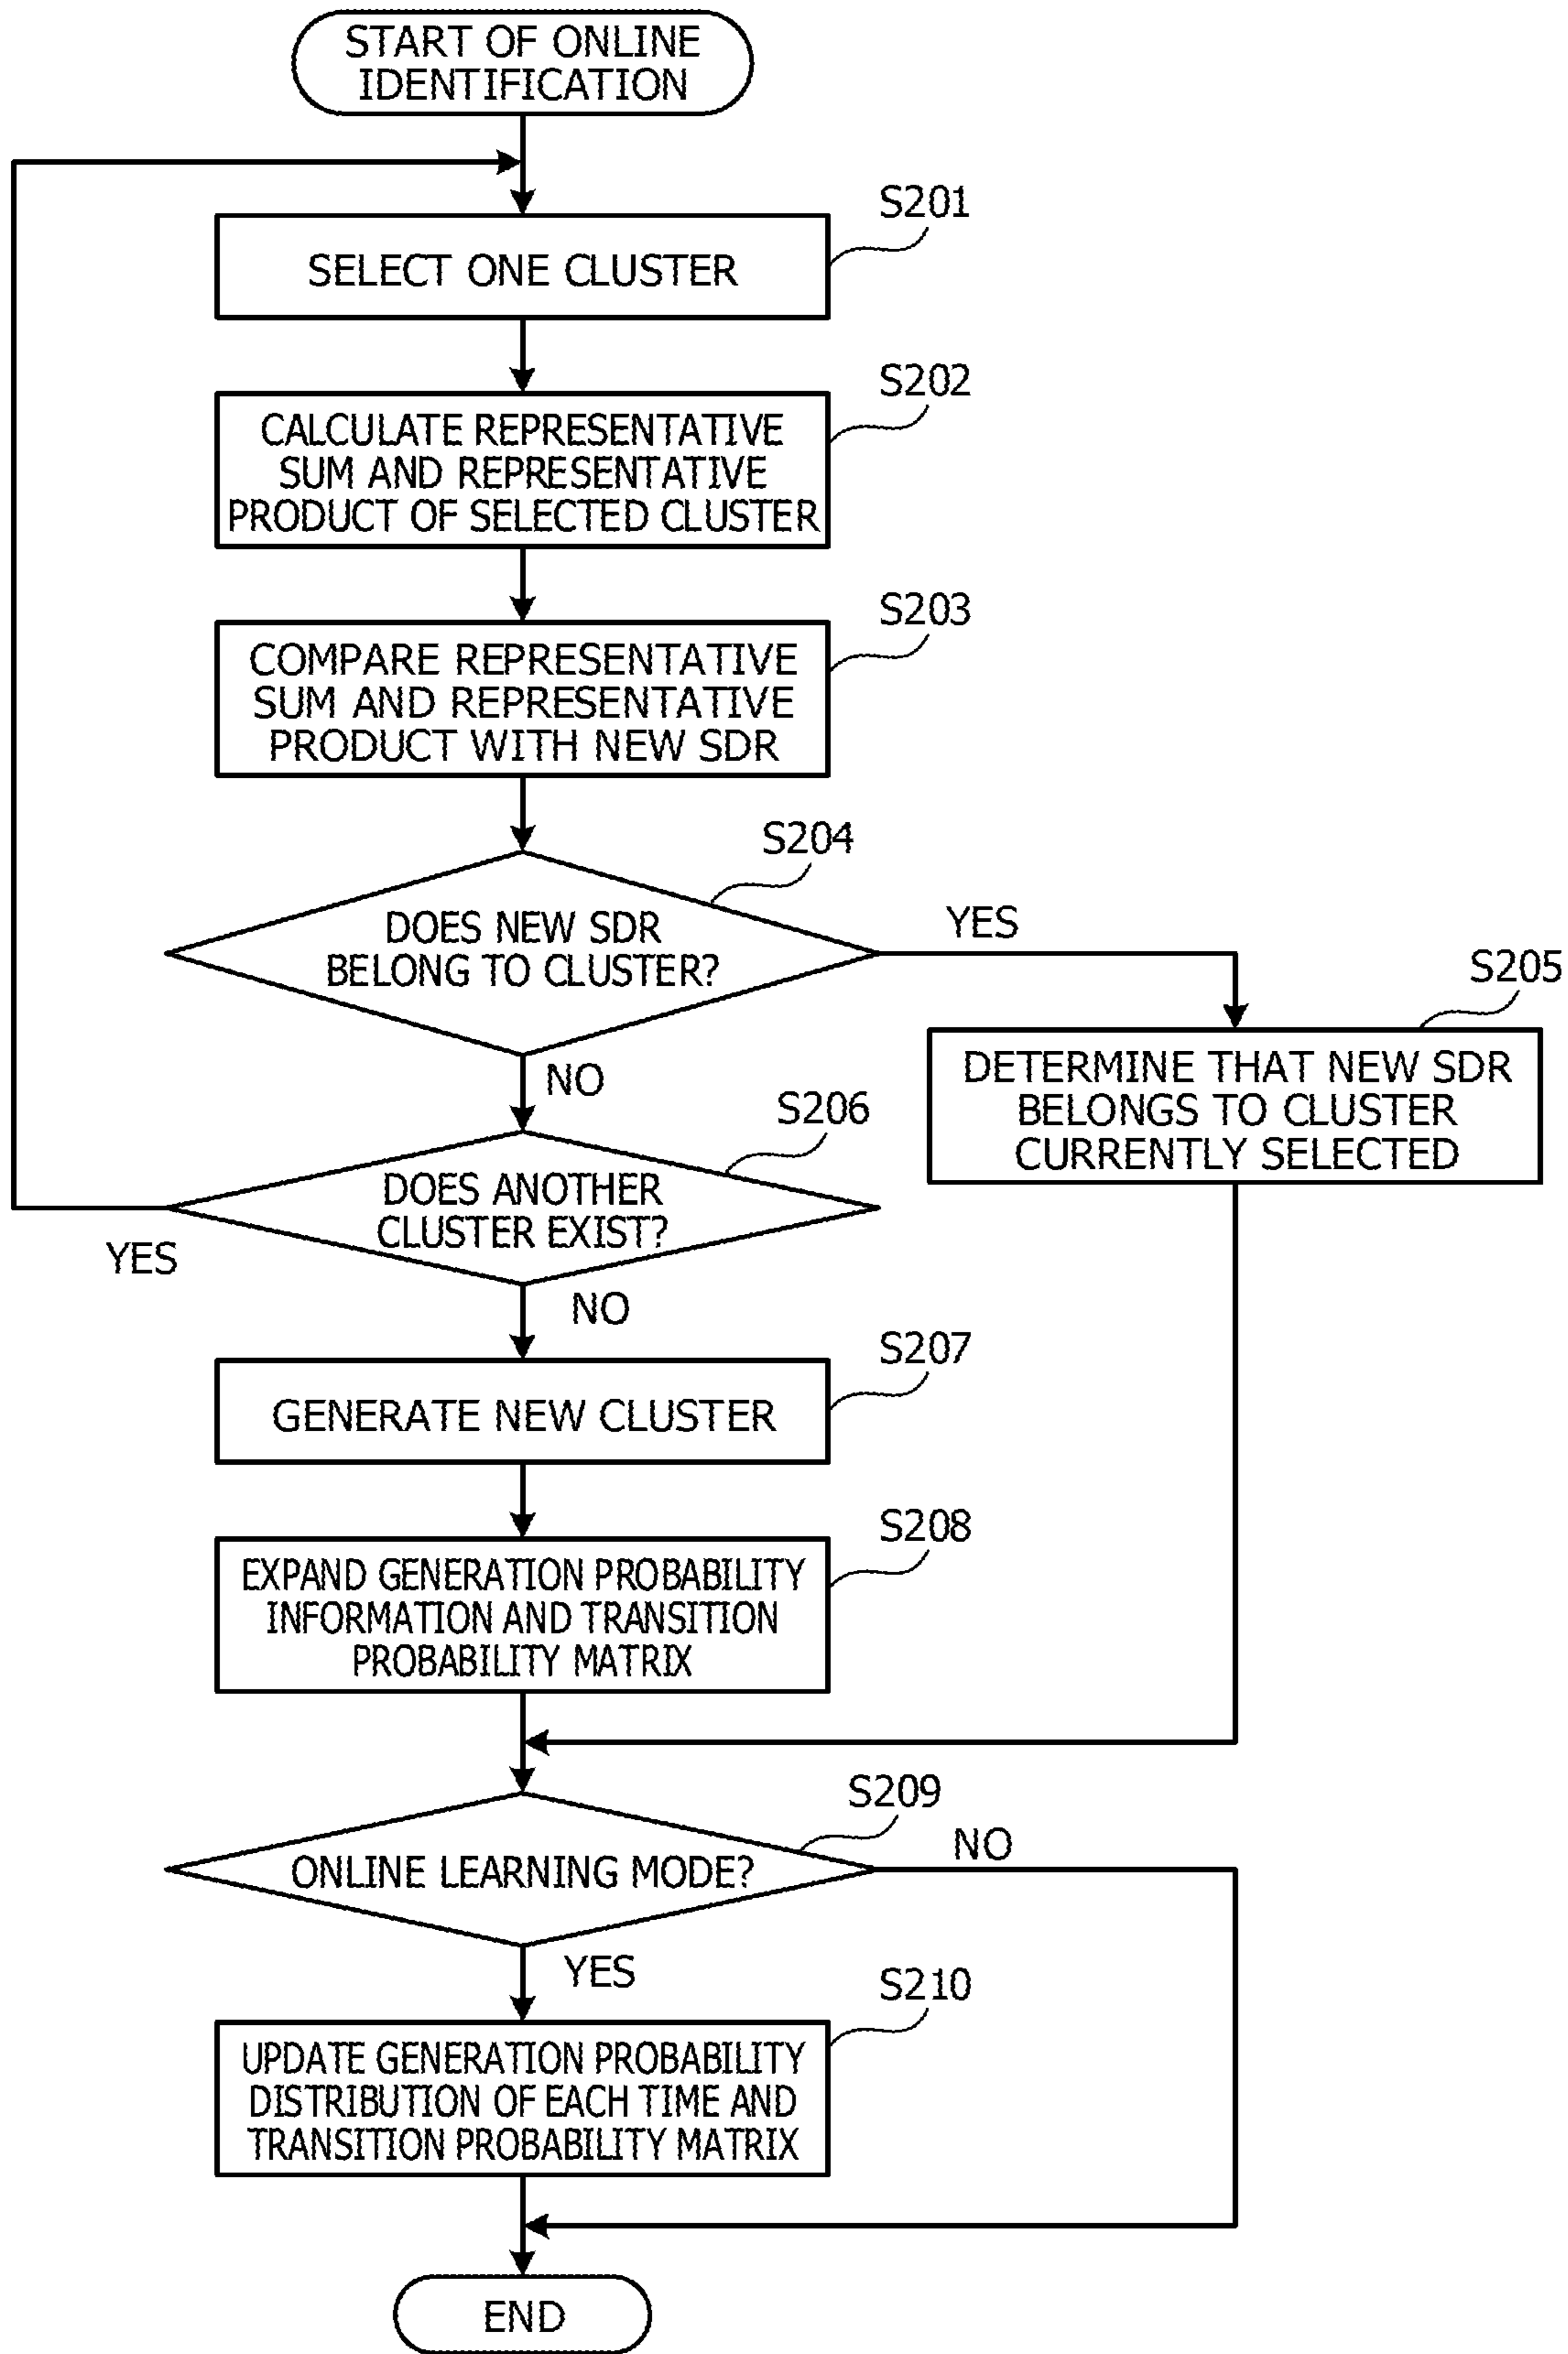 START OF ONLINE
IDENTIFICATION
S201
SELECT ONE CLUSTER
S202
CALCULATE REPRESENTATIVE
SUM AND REPRESENTATIVE
PRODUCT OF SELECTED CLUSTER
S203
COMPARE REPRESENTATIVE
SUM AND REPRESENTATIVE
PRODUCT WITH NEW SDR
S204
DOES NEW SDR
BELONG TO CLUSTER?
YES
S205
DETERMINE THAT NEW SDR
BELONGS TO CLUSTER
CURRENTLY SELECTED
NO
S206
DOES ANOTHER
CLUSTER EXIST?
YES
NO
S207
GENERATE NEW CLUSTER
S208
EXPAND GENERATION PROBABILITY
INFORMATION AND TRANSITION
PROBABILITY MATRIX
S209
ONLINE LEARNING MODE?
NO
YES
S210
UPDATE GENERATION PROBABILITY
DISTRIBUTION OF EACH TIME AND
TRANSITION PROBABILITY MATRIX
END